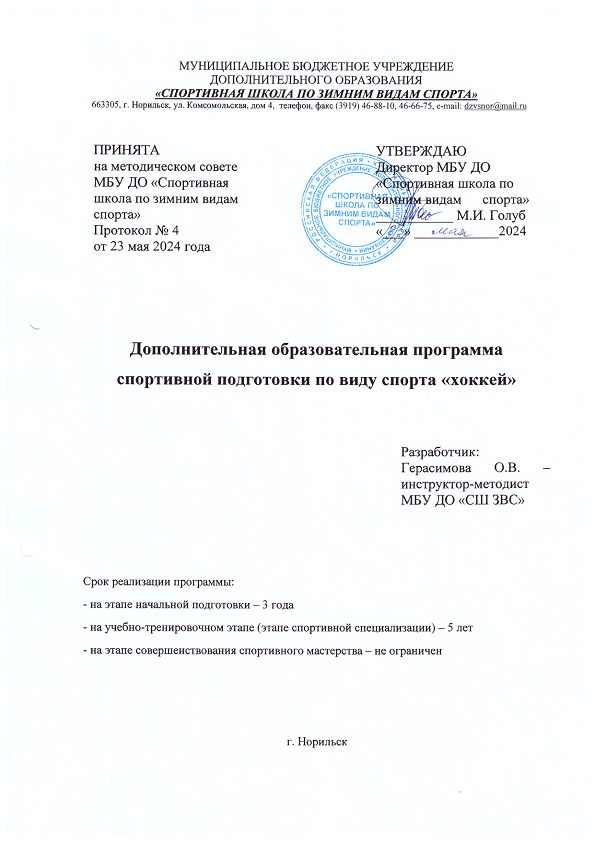 МУНИЦИПАЛЬНОЕ БЮДЖЕТНОЕ УЧРЕЖДЕНИЕ
ДОПОЛНИТЕЛЬНОГО ОБРАЗОВАНИЯ
«СПОРТИВНАЯ ШКОЛА ПО ЗИМНИМ ВИДАМ СПОРТА»
663305, г. Норильск, ул. Комсомольская, дом 4, телефон, факс (3919) 46-88-10, 46-66-75, e-mail: dzvsnor@mail.ru
ПРИНЯТА
на методическом совете
МБУ ДО «Спортивная
школа по зимним видам
спорта»
Протокол № 4
от 23 мая 2024 года
«СПОРТИВНАЯ
ШКОЛА ПО
ЗИМНИМ ВИДАМ
СПОРТА»
УТВЕРЖДАЮ
Директор МБУ ДО
«Спортивная школа по
зимним видам спорта»
____________ М.И. Голуб
«___» мая 2024
Дополнительная образовательная программа
спортивной подготовки по виду спорта «хоккей»
Разработчик:
Герасимова О.В. –
инструктор-методист
МБУ ДО «СШ ЗВС»
Срок реализации программы:
- на этапе начальной подготовки – 3 года
- на учебно-тренировочном этапе (этапе спортивной специализации) – 5 лет
- на этапе совершенствования спортивного мастерства – не ограничен
г. Норильск